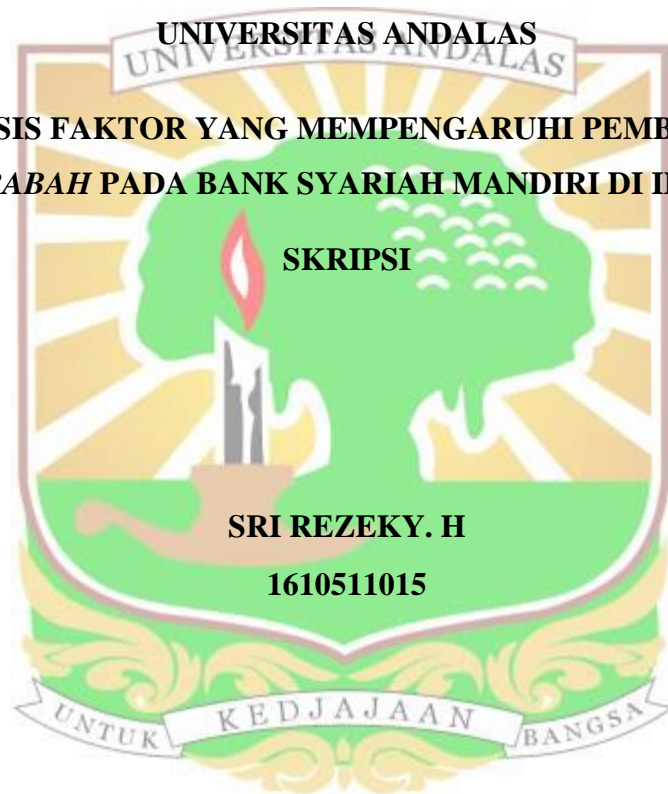 UNIVERSITAS ANDALAS
UNIVERSITAS ANDALAS
SIS FAKTOR YANG MEMPENGARUHI PEMB
RABAH PADA BANK SYARIAH MANDIRI DI I
SKRIPSI
SRI REZEKY. H
1610511015
UNTUK KEDJAJAAN BANGSA